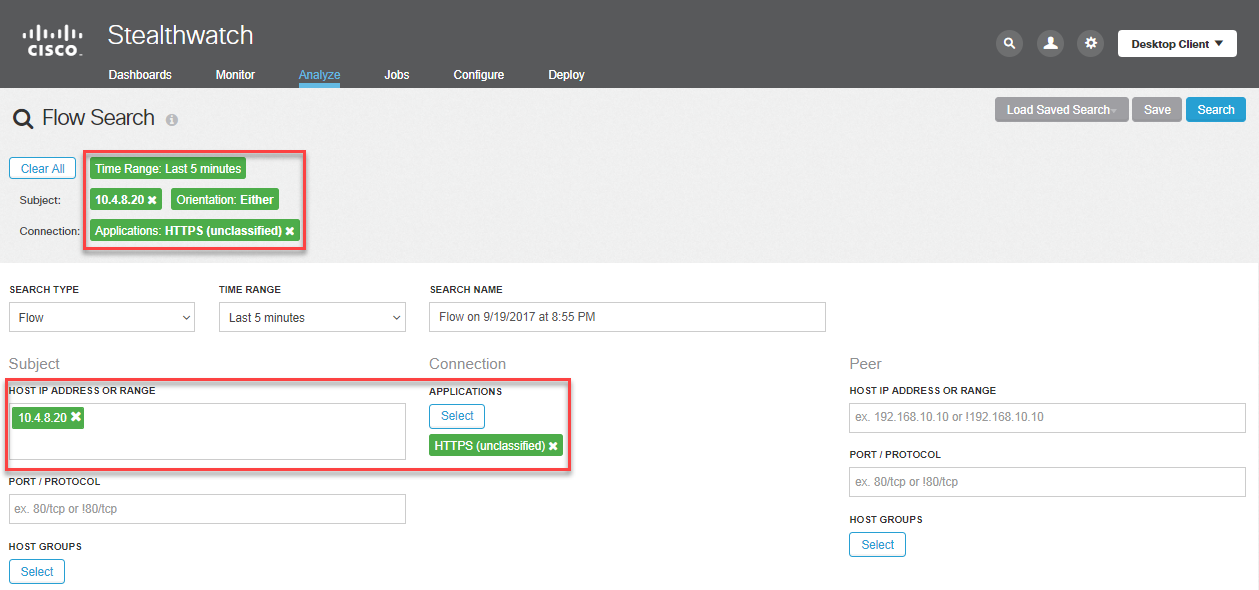 CISCO
Stealthwatch
Desktop Client
Dashboards Monitor Analyze Jobs Configure Deploy
Flow Search
Load Saved Search Save Search
Clear All Time Range: Last 5 minutes
Subject: 10.4.8.20 Orientation: Either
Connection: Applications: HTTPS (unclassified)
SEARCH TYPE TIME RANGE SEARCH NAME
Flow Last 5 minutes Flow on 9/19/2017 at 8:55 PM
Subject Connection Peer
HOST IP ADDRESS OR RANGE APPLICATIONS HOST IP ADDRESS OR RANGE
10.4.8.20 Select ex. 192.168.10.10 or !192.168.10.10
HTTPS (unclassified)
PORT / PROTOCOL
PORT / PROTOCOL
ex. 80/tcp or !80/tcp
ex. 80/tcp or !80/tcp
HOST GROUPS
Select
HOST GROUPS
Select